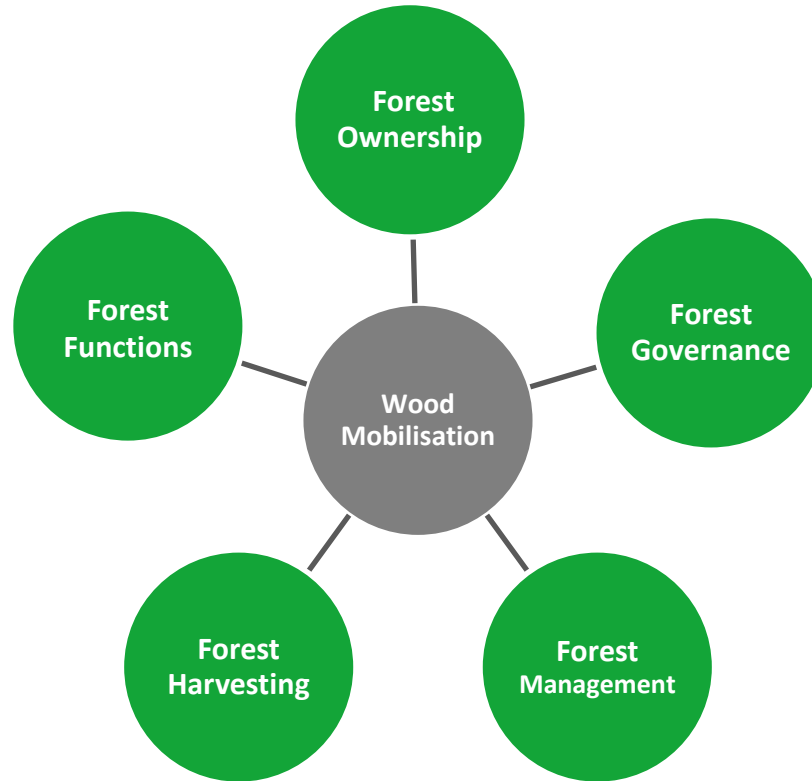 Forest
Ownership
Forest
Functions
Forest
Governance
Wood
Mobilisation
Forest
Harvesting
Forest
Management